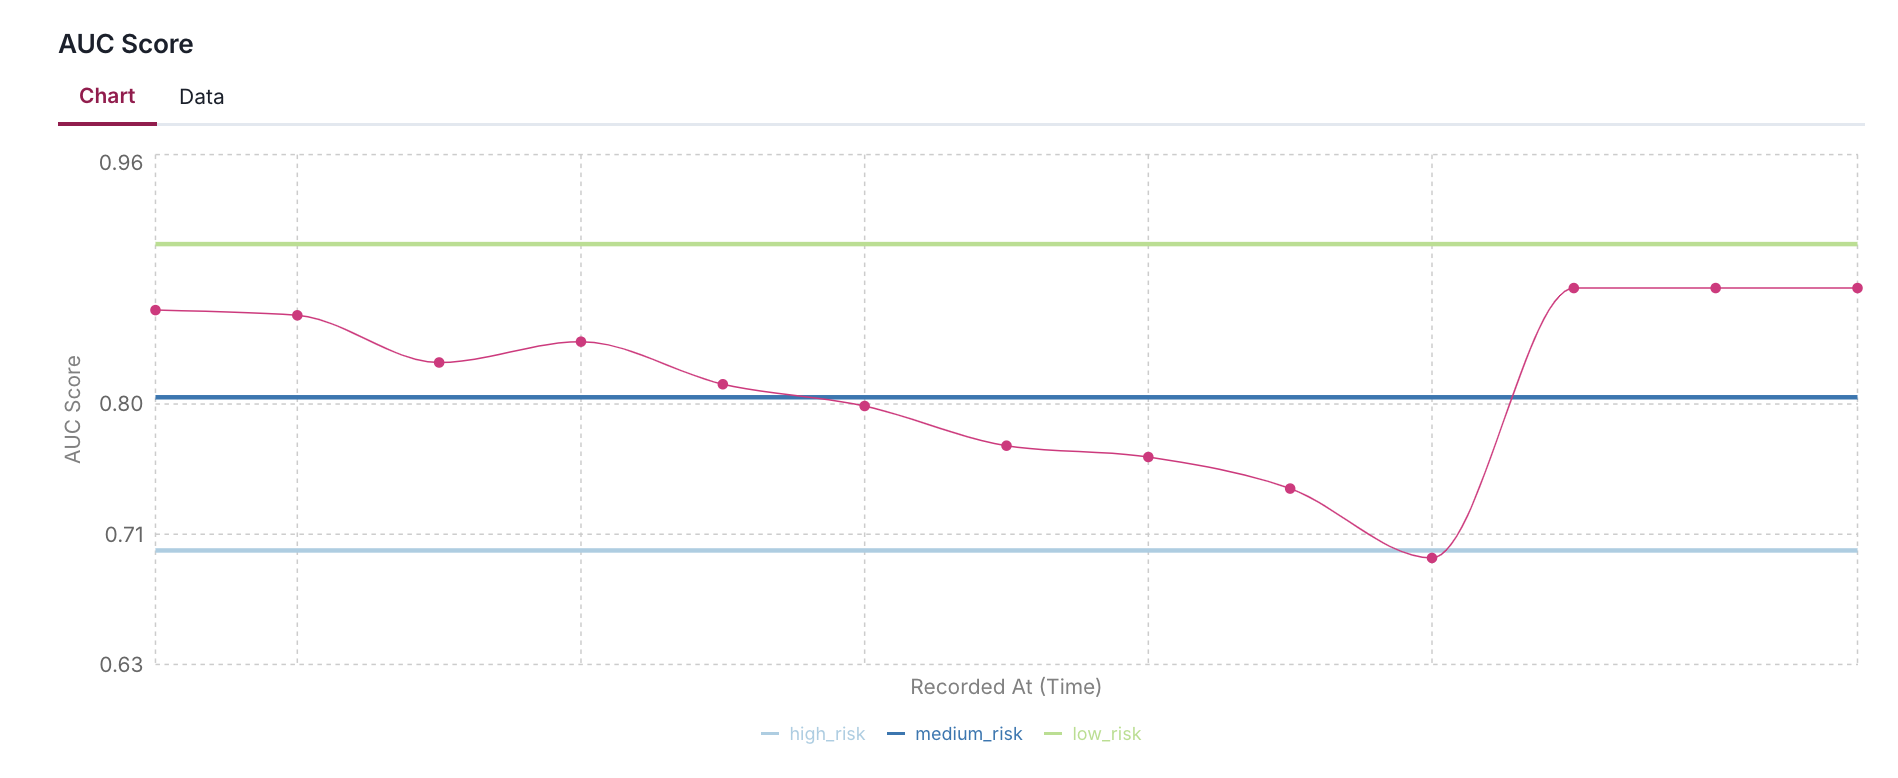 AUC Score
Chart Data
0.96
0.80
0.71
0.63
AUC Score
Recorded At (Time)
high_risk medium_risk low_risk